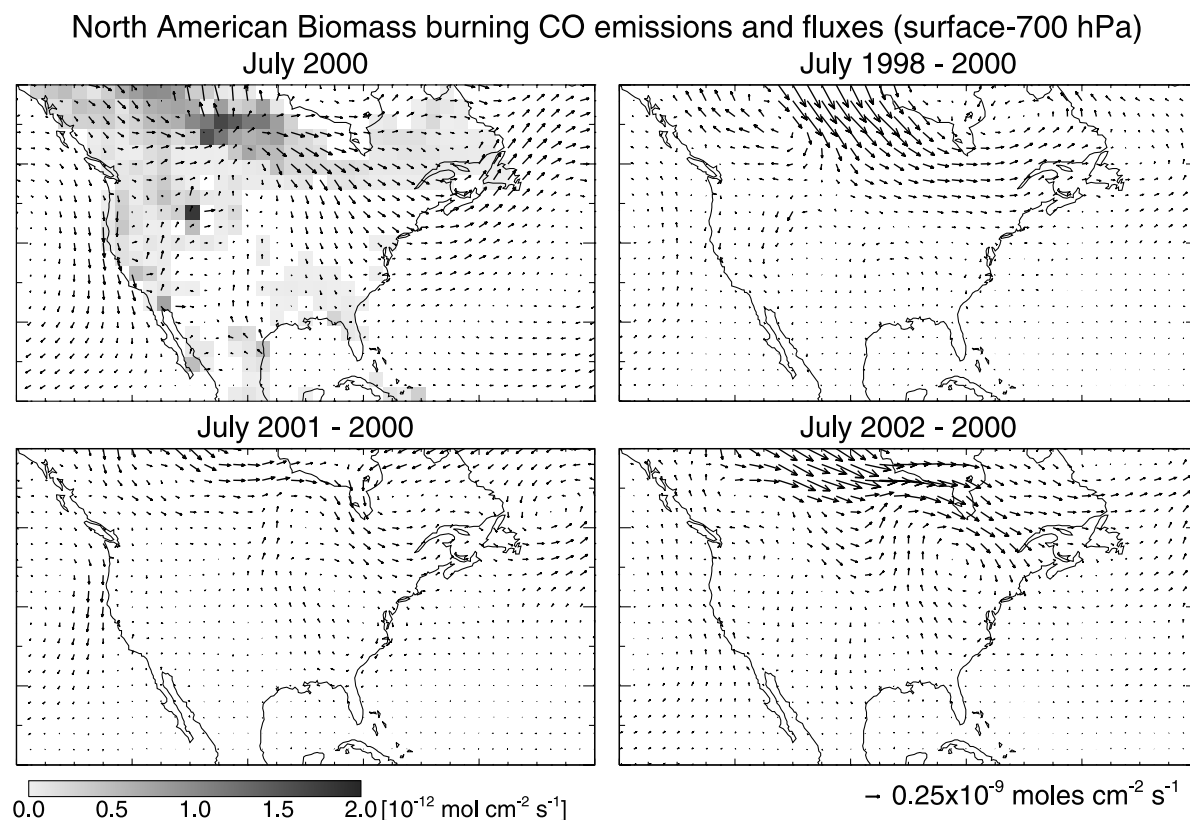 North American Biomass burning CO emissions and fluxes (surface-700 hPa)
July 2000
July 1998 - 2000
July 2001 - 2000
July 2002 - 2000
0.0 0.5 1.0 1.5 2.0 [10⁻¹² mol cm⁻² s⁻¹]
→ 0.25x10⁻⁹ moles cm⁻² s⁻¹